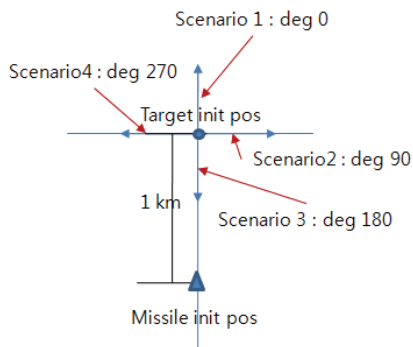 Scenario 1 : deg 0
Scenario4 : deg 270
Target init pos
Scenario2 : deg 90
1 km
Scenario 3 : deg 180
Missile init pos